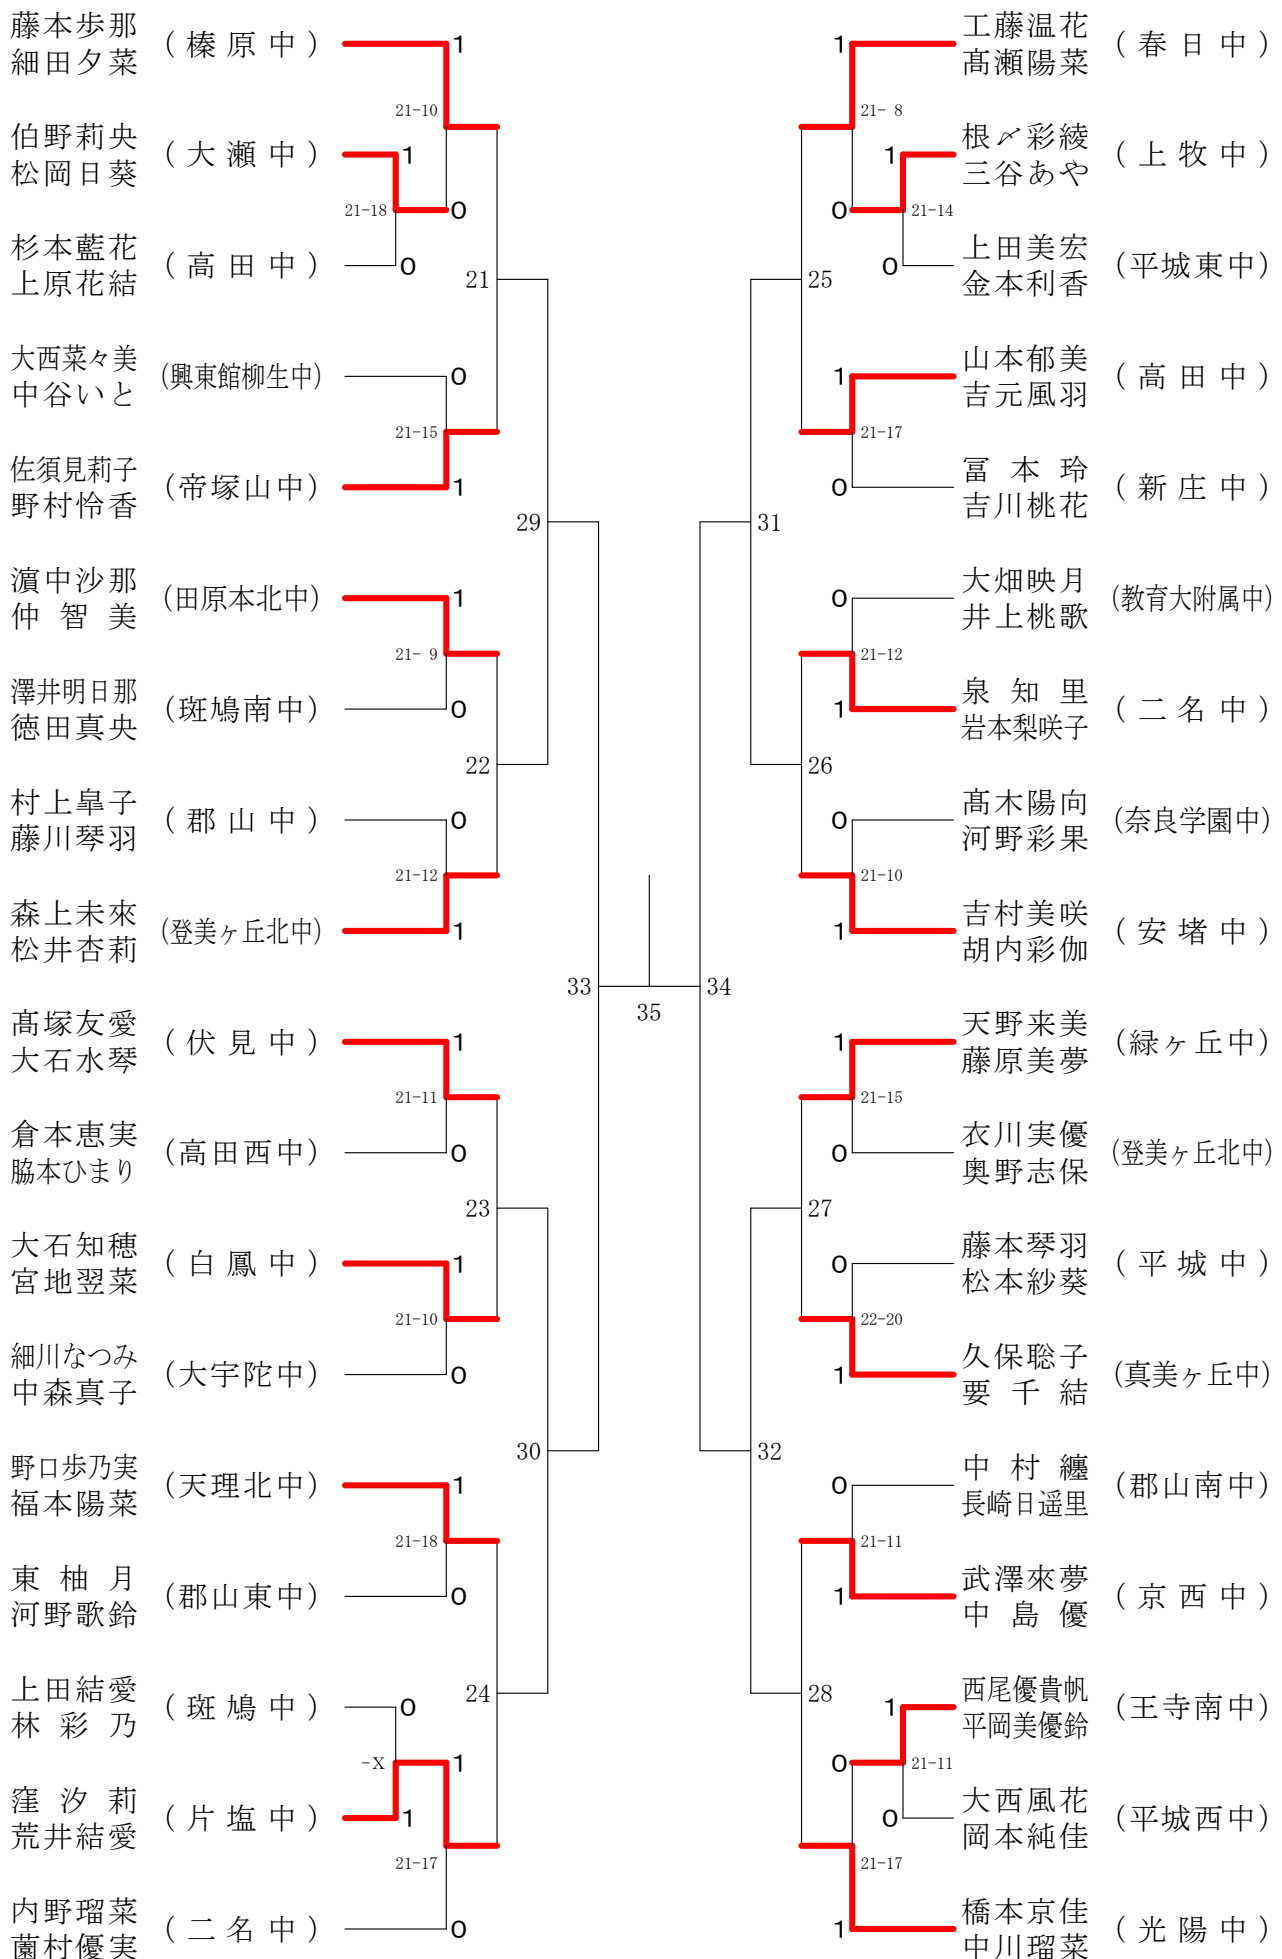 藤本歩那
細田夕菜
(榛原中)
1
21-10
伯野莉央
松岡日葵
(大瀬中)
1
21-18
0
杉本藍花
上原花結
(高田中)
0
21
大西菜々美
中谷いと
(興東館柳生中)
0
21-15
佐須見莉子
野村怜香
(帝塚山中)
1
29
濵中沙那
仲智美
(田原本北中)
1
21- 9
澤井明日那
徳田真央
(斑鳩南中)
0
22
村上皐子
藤川琴羽
(郡山中)
0
21-12
森上未來
松井杏莉
(登美ヶ丘北中)
1
33
髙塚友愛
大石水琴
(伏見中)
1
21-11
倉本恵実
脇本ひまり
(高田西中)
0
23
大石知穂
宮地翌菜
(白鳳中)
1
21-10
細川なつみ
中森真子
(大宇陀中)
0
30
野口歩乃実
福本陽菜
(天理北中)
1
21-18
東柚月
河野歌鈴
(郡山東中)
0
24
上田結愛
林彩乃
(斑鳩中)
0
-X
1
窪汐莉
荒井結愛
(片塩中)
1
21-17
内野瑠菜
薗村優実
(二名中)
0
35
工藤温花
髙瀬陽菜
(春日中)
1
21- 8
根〆彩綾
三谷あや
(上牧中)
1
21-14
0
上田美宏
金本利香
(平城東中)
0
25
山本郁美
吉元風羽
(高田中)
1
21-17
冨本玲
吉川桃花
(新庄中)
0
31
大畑映月
井上桃歌
(教育大附属中)
0
21-12
泉知里
岩本梨咲子
(二名中)
1
26
髙木陽向
河野彩果
(奈良学園中)
0
21-10
吉村美咲
胡内彩伽
(安堵中)
1
34
天野来美
藤原美夢
(緑ヶ丘中)
1
21-15
衣川実優
奥野志保
(登美ヶ丘北中)
0
27
藤本琴羽
松本紗葵
(平城中)
0
22-20
久保聡子
要千結
(真美ヶ丘中)
1
32
中村纏
長崎日遥里
(郡山南中)
0
21-11
武澤來夢
中島優
(京西中)
1
28
西尾優貴帆
平岡美優鈴
(王寺南中)
1
0
21-11
大西風花
岡本純佳
(平城西中)
0
21-17
橋本京佳
中川瑠菜
(光陽中)
1